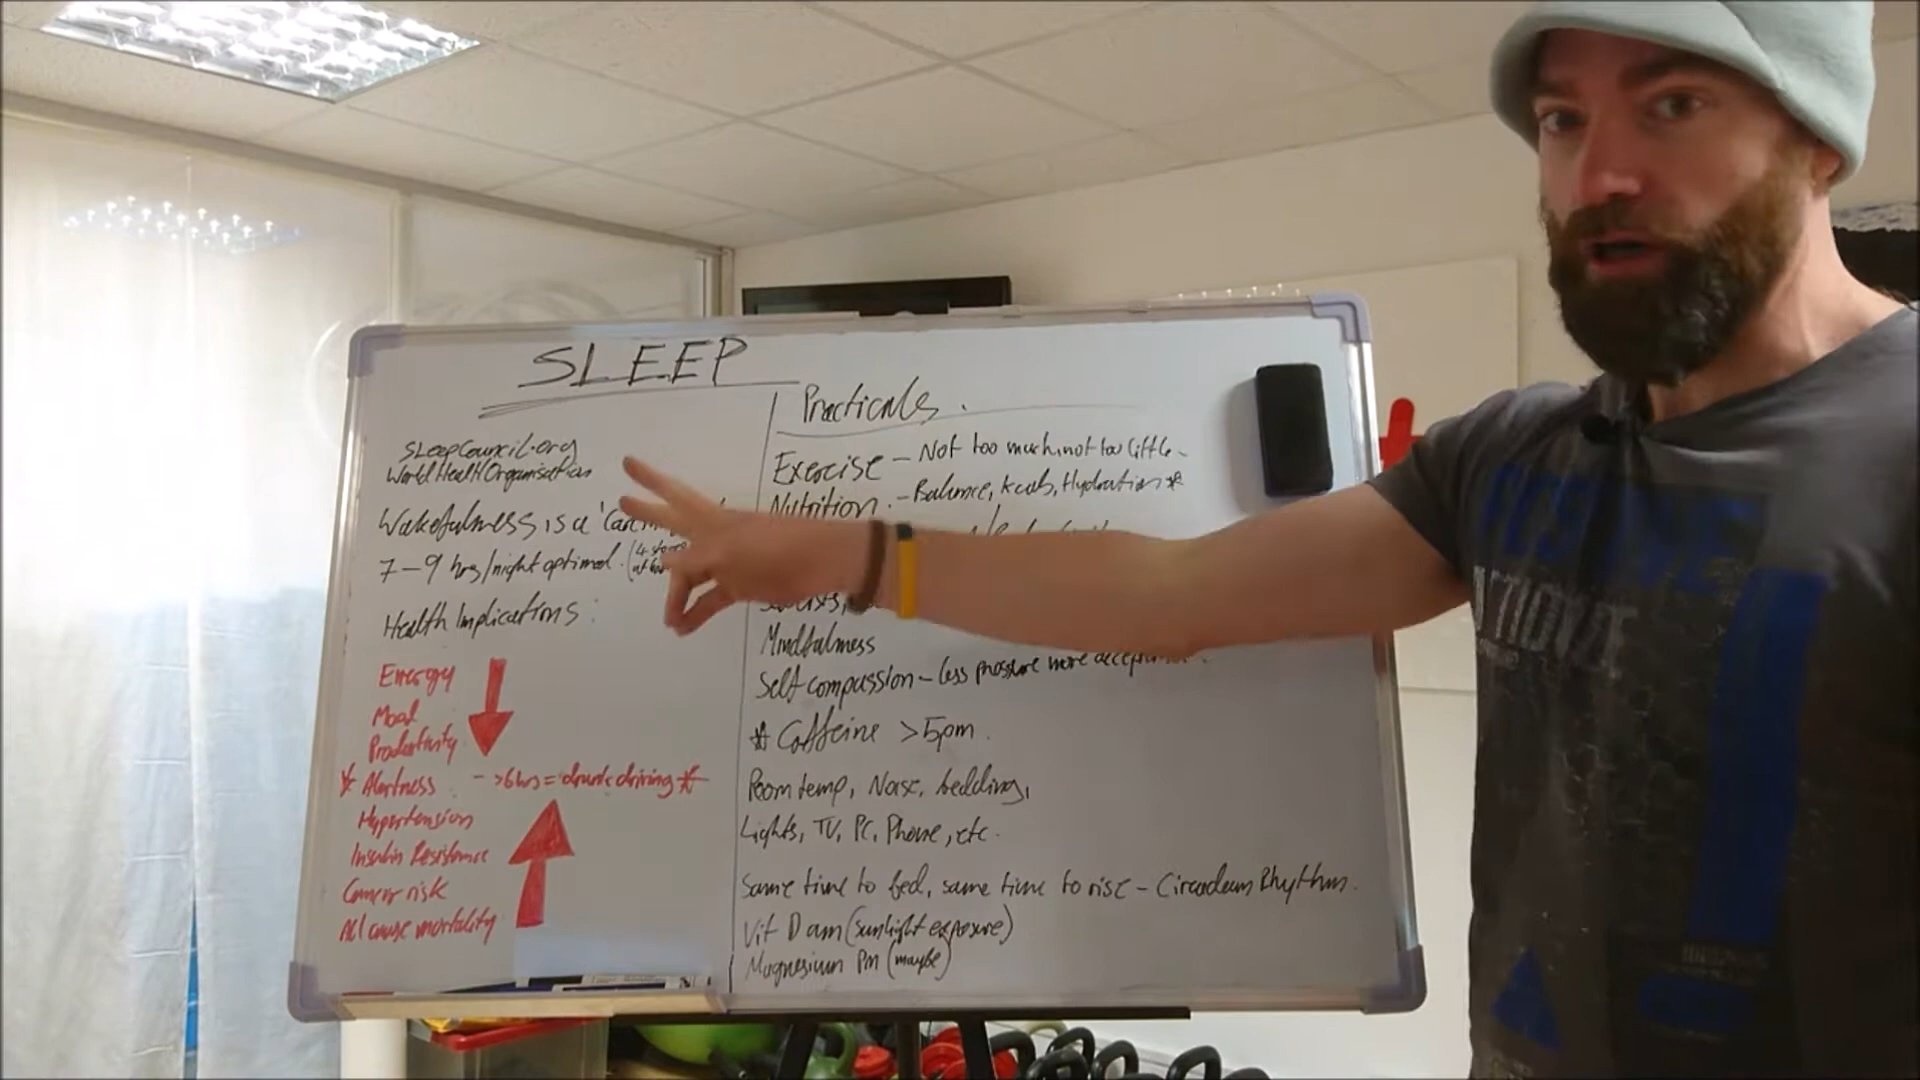 SLEEP
SleepCouncil.org
World Health Organisation
Wakefulness is a
7-9 hrs/night optimal.
Health Implications:
Energy
Mood
Productivity
* Alertness - >6hrs = drunk driving *
Hypertension
Insulin Resistance
Cancer risk
All cause mortality
Practicals.
Exercise - Not too much, not too little -
Nutrition. - Balance, kcals, Hydration *
Mindfulness
Self compassion - less pressure more
* Caffeine >5pm.
Room temp, Noise, bedding,
Lights, TV, PC, Phone, etc.
Same time to bed, same time to rise - Circadean Rhythm.
Vit D am (sunlight exposure)
Magnesium Pm (maybe)